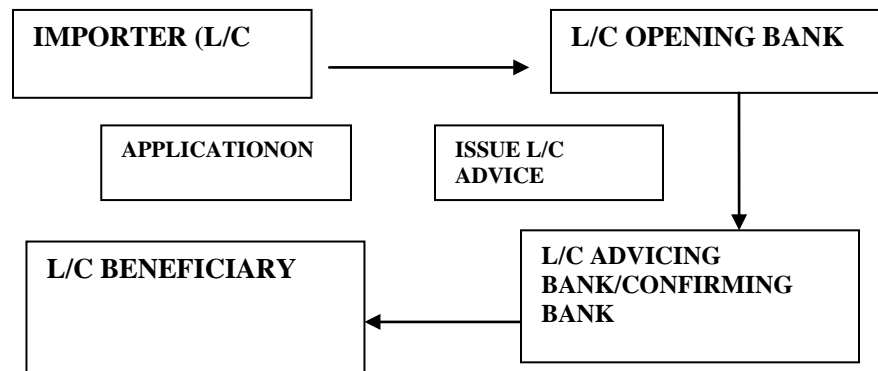 IMPORTER (L/C
L/C OPENING BANK
APPLICATIONON
ISSUE L/C
ADVICE
L/C BENEFICIARY
L/C ADVICING
BANK/CONFIRMING
BANK